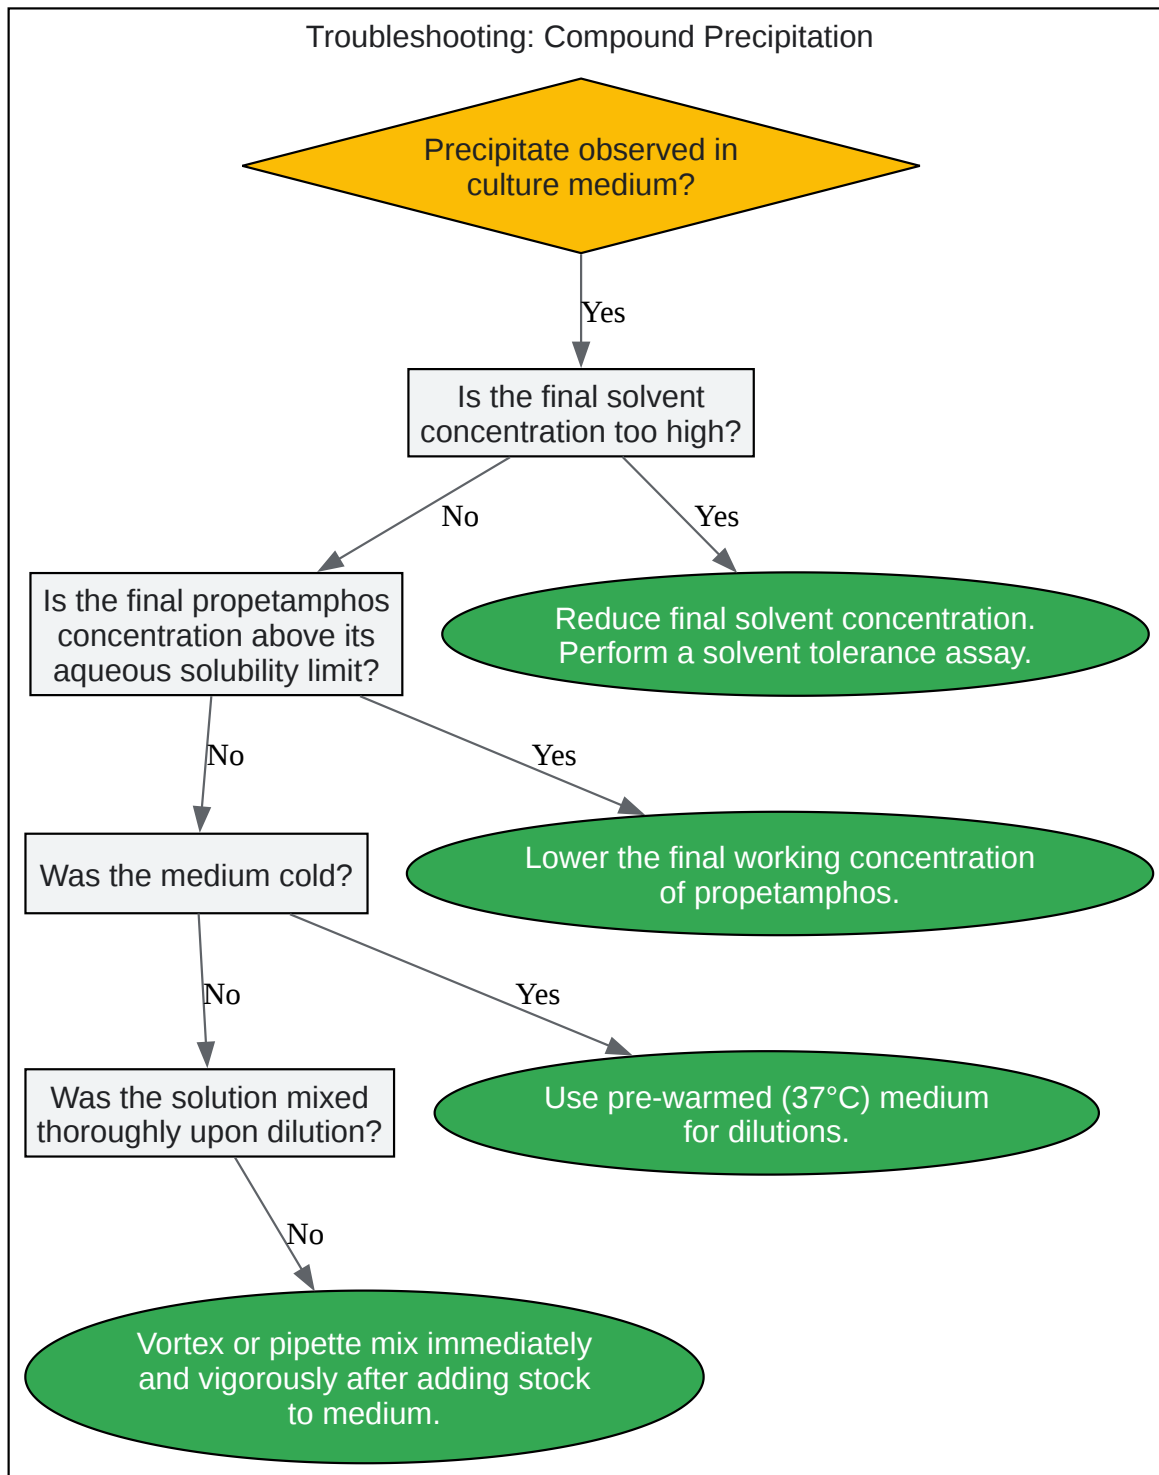 Troubleshooting: Compound Precipitation
Precipitate observed in
culture medium?
Yes
Is the final solvent
concentration too high?
No
Yes
Is the final propetamphos
concentration above its
aqueous solubility limit?
Reduce final solvent concentration.
Perform a solvent tolerance assay.
No
Yes
Was the medium cold?
Lower the final working concentration
of propetamphos.
No
Yes
Was the solution mixed
thoroughly upon dilution?
Use pre-warmed (37°C) medium
for dilutions.
No
Vortex or pipette mix immediately
and vigorously after adding stock
to medium.